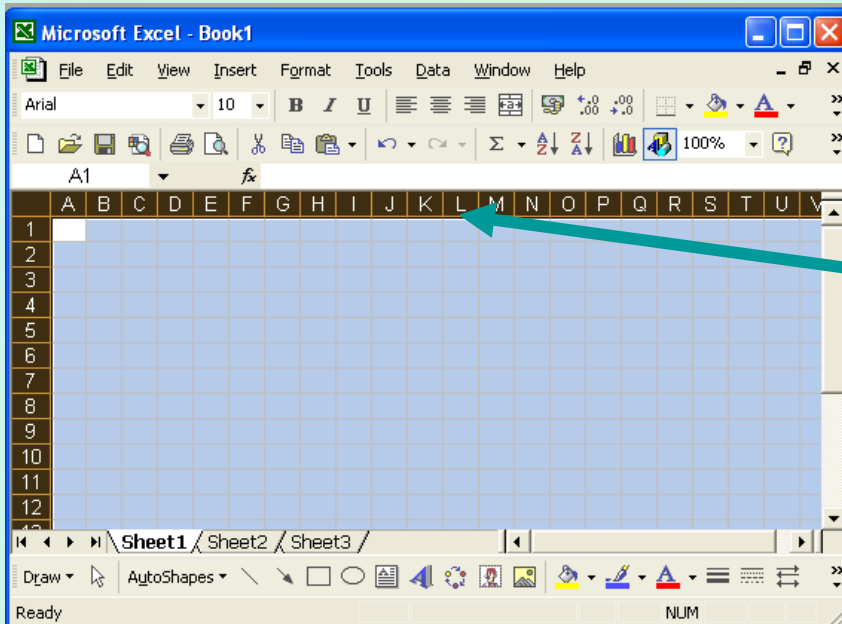 Microsoft Excel - Book1
File Edit View Insert Format Tools Data Window Help
Arial 10 B I U
100%
A1 fx
A B C D E F G H I J K L M N O P Q R S T U V
1
2
3
4
5
6
7
8
9
10
11
12
Sheet1 Sheet2 Sheet3
Draw AutoShapes
Ready NUM